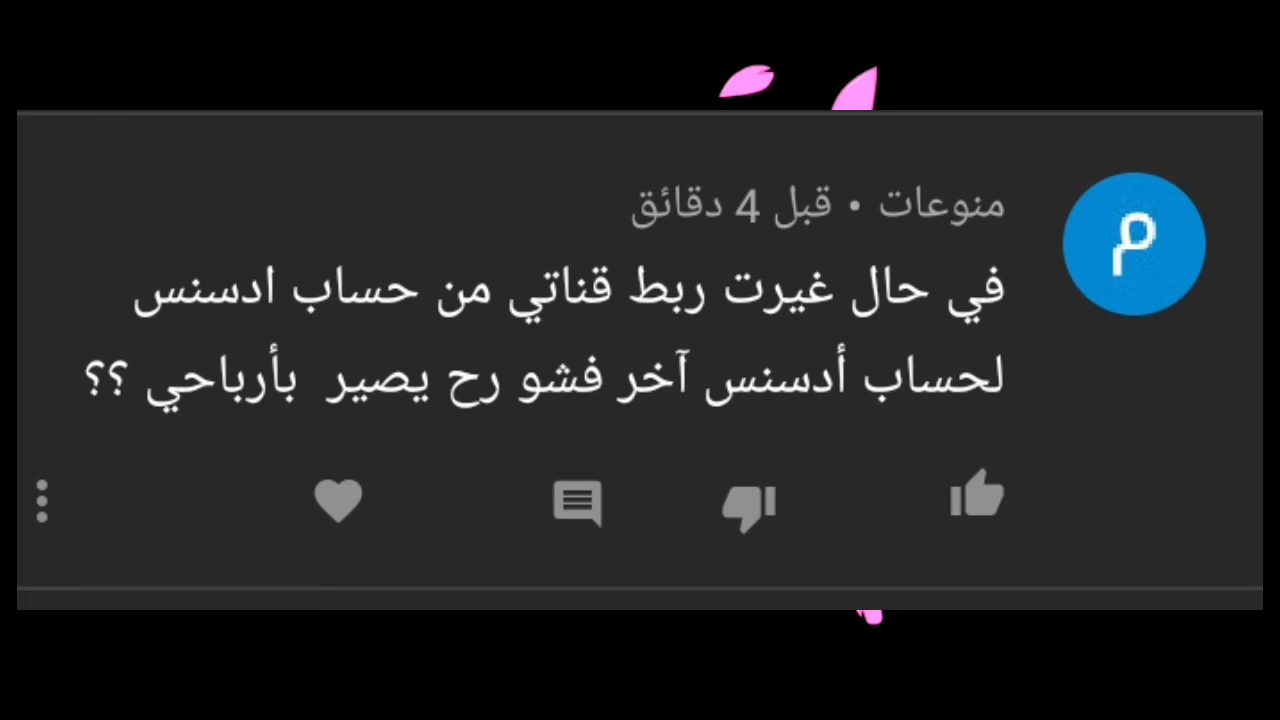 م
منوعات • قبل 4 دقائق
في حال غيرت ربط قناتي من حساب ادسنس
لحساب أدسنس آخر فشو رح يصير بأرباحي ؟؟